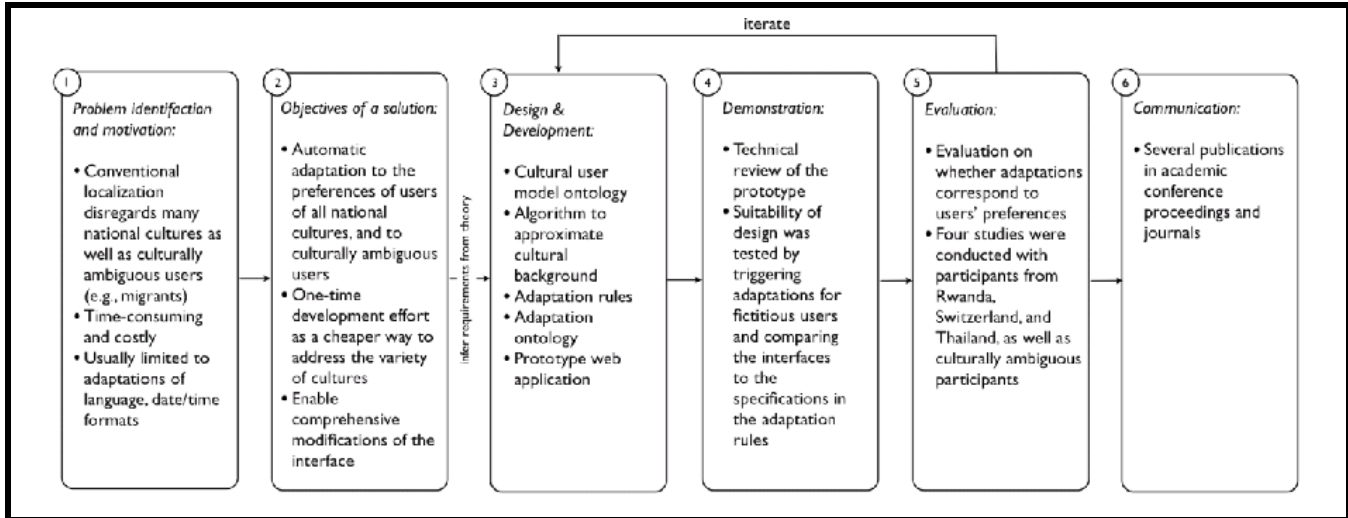 iterate
1
Problem identifaction
and motivation:
• Conventional
localization
disregards many
national cultures as
well as culturally
ambiguous users
(e.g., migrants)
• Time-consuming
and costly
• Usually limited to
adaptations of
language, date/time
formats
2
Objectives of a solution:
• Automatic
adaptation to the
preferences of users
of all national
cultures, and to
culturally ambiguous
users
• One-time
development effort
as a cheaper way to
address the variety
of cultures
• Enable
comprehensive
modifications of the
interface
infer requirements from theory
3
Design &
Development:
• Cultural user
model ontology
• Algorithm to
approximate
cultural
background
• Adaptation rules
• Adaptation
ontology
• Prototype web
application
4
Demonstration:
• Technical
review of the
prototype
• Suitability of
design was
tested by
triggering
adaptations for
fictitious users
and comparing
the interfaces
to the
specifications in
the adaptation
rules
5
Evaluation:
• Evaluation on
whether adaptations
correspond to
users' preferences
• Four studies were
conducted with
participants from
Rwanda,
Switzerland, and
Thailand, as well as
culturally ambiguous
participants
6
Communication:
• Several publications
in academic
conference
proceedings and
journals